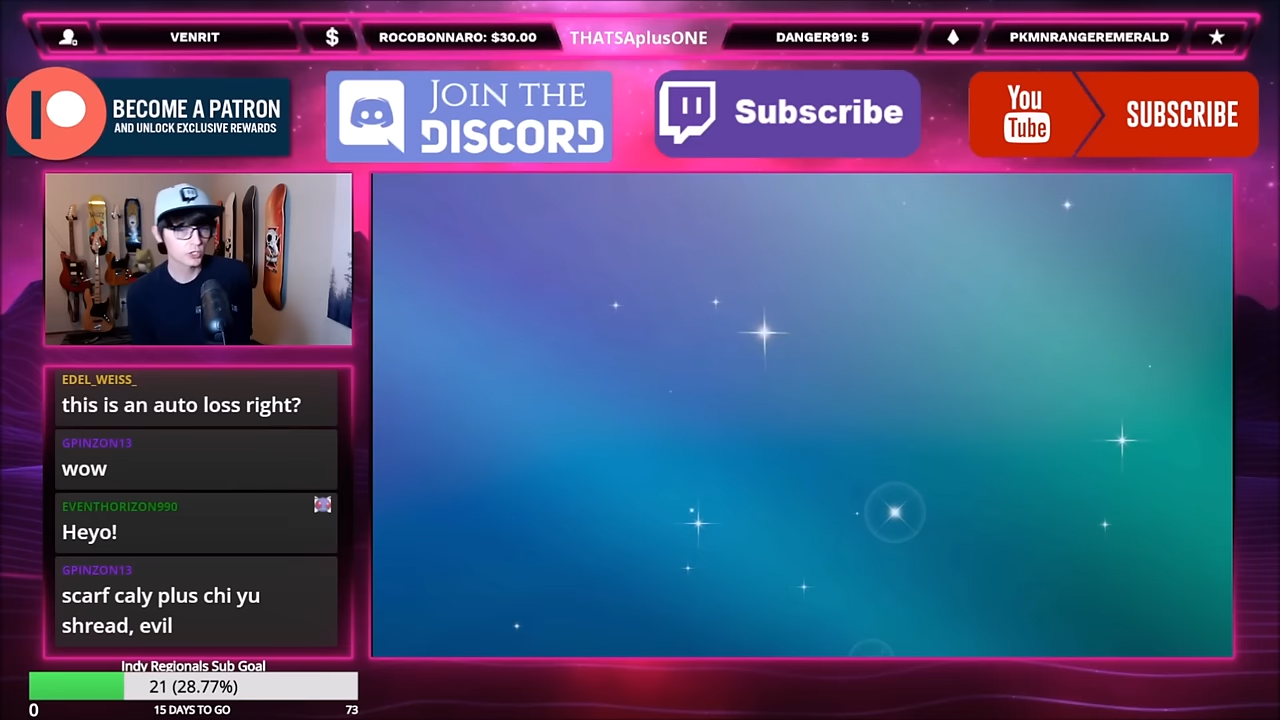 VENRIT
$
ROCOBONNARO: $30.00
THATSAplusONE
DANGER919: 5
PKMNRANGEREMERALD
BECOME A PATRON
AND UNLOCK EXCLUSIVE REWARDS
JOIN THE
DISCORD
Subscribe
You
Tube
SUBSCRIBE
EDEL_WEISS_
this is an auto loss right?
GPINZON13
wow
EVENTHORIZON990
Heyo!
GPINZON13
scarf caly plus chi yu
shread, evil
Indy Regionals Sub Goal
21 (28.77%)
0
15 DAYS TO GO
73